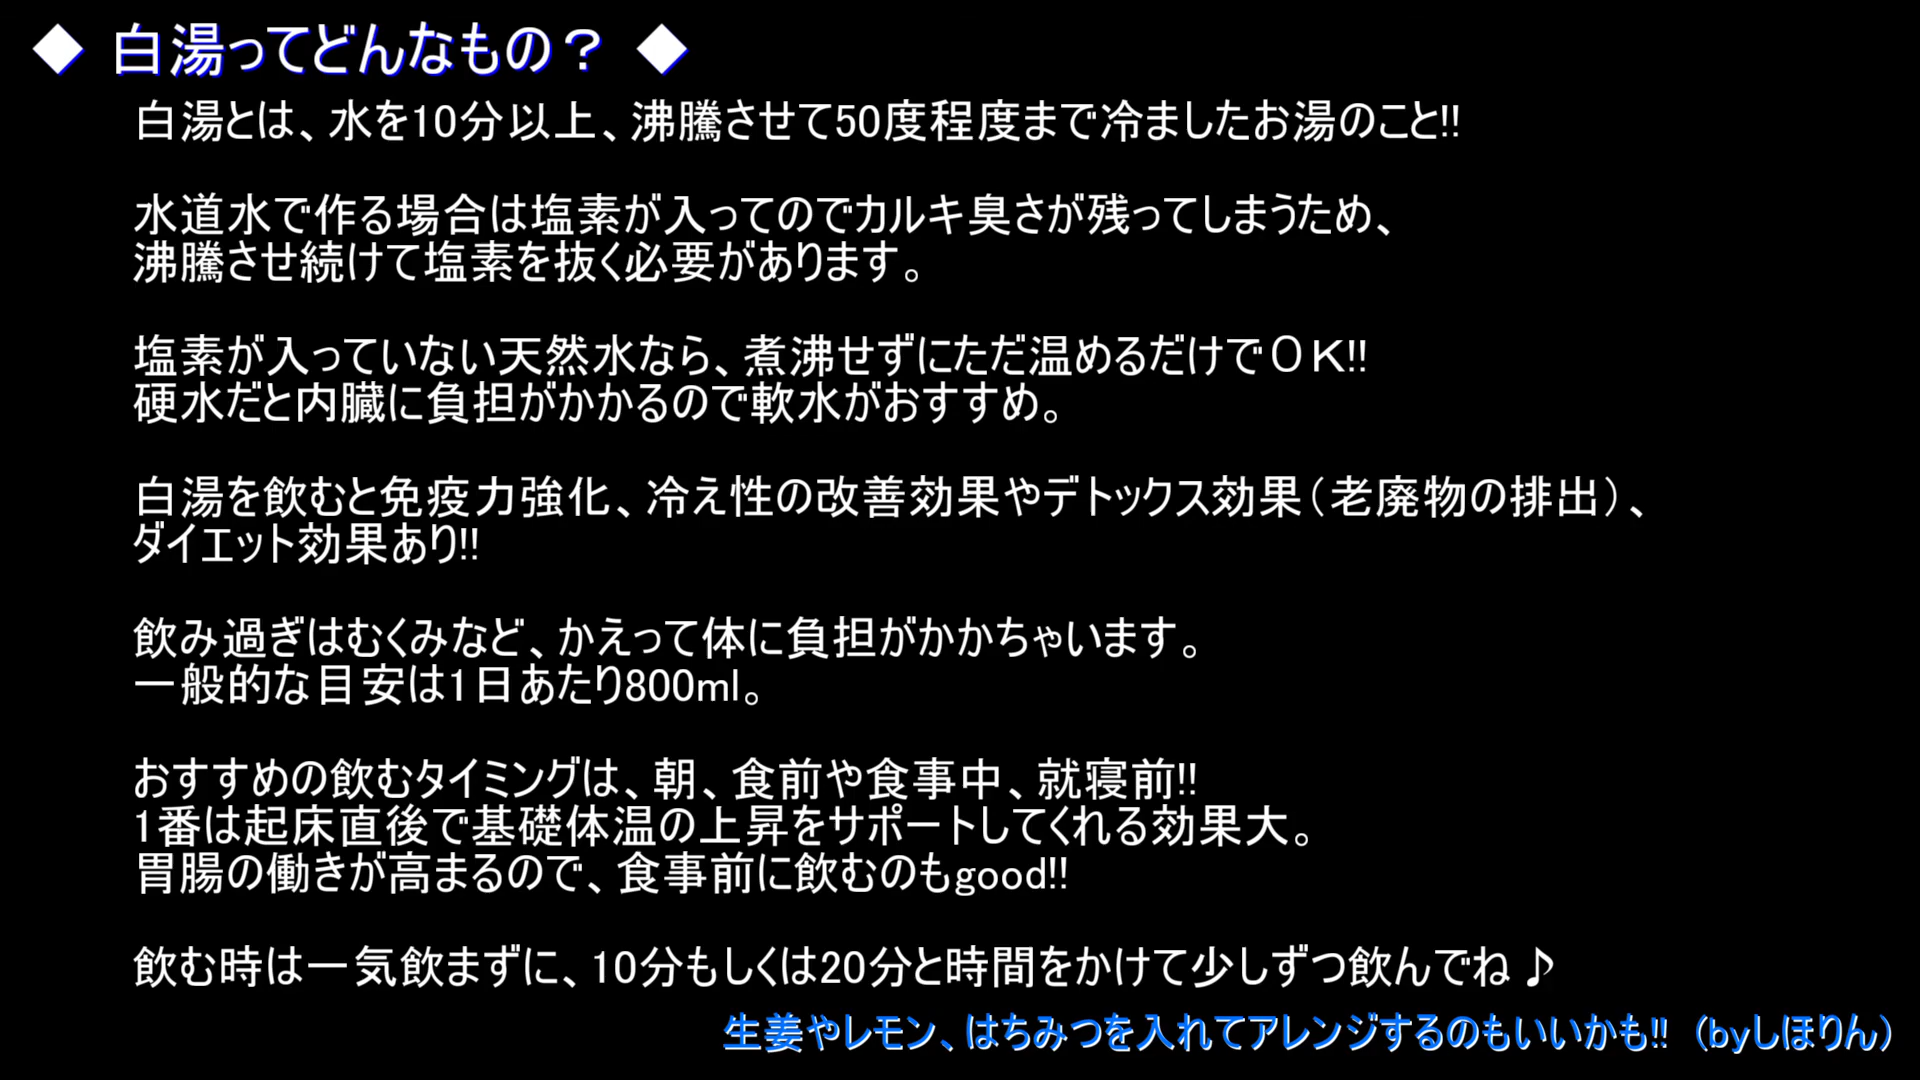 ◆ 白湯ってどんなもの？ ◆
白湯とは、水を10分以上、沸騰させて50度程度まで冷ましたお湯のこと!!
水道水で作る場合は塩素が入ってのでカルキ臭さが残ってしまうため、
沸騰させ続けて塩素を抜く必要があります。
塩素が入っていない天然水なら、煮沸せずにただ温めるだけでＯＫ!!
硬水だと内臓に負担がかかるので軟水がおすすめ。
白湯を飲むと免疫力強化、冷え性の改善効果やデトックス効果（老廃物の排出）、
ダイエット効果あり!!
飲み過ぎはむくみなど、かえって体に負担がかかちゃいます。
一般的な目安は1日あたり800ml。
おすすめの飲むタイミングは、朝、食前や食事中、就寝前!!
1番は起床直後で基礎体温の上昇をサポートしてくれる効果大。
胃腸の働きが高まるので、食事前に飲むのもgood!!
飲む時は一気飲まずに、10分もしくは20分と時間をかけて少しずつ飲んでね♪
生姜やレモン、はちみつを入れてアレンジするのもいいかも!!（byしほりん）